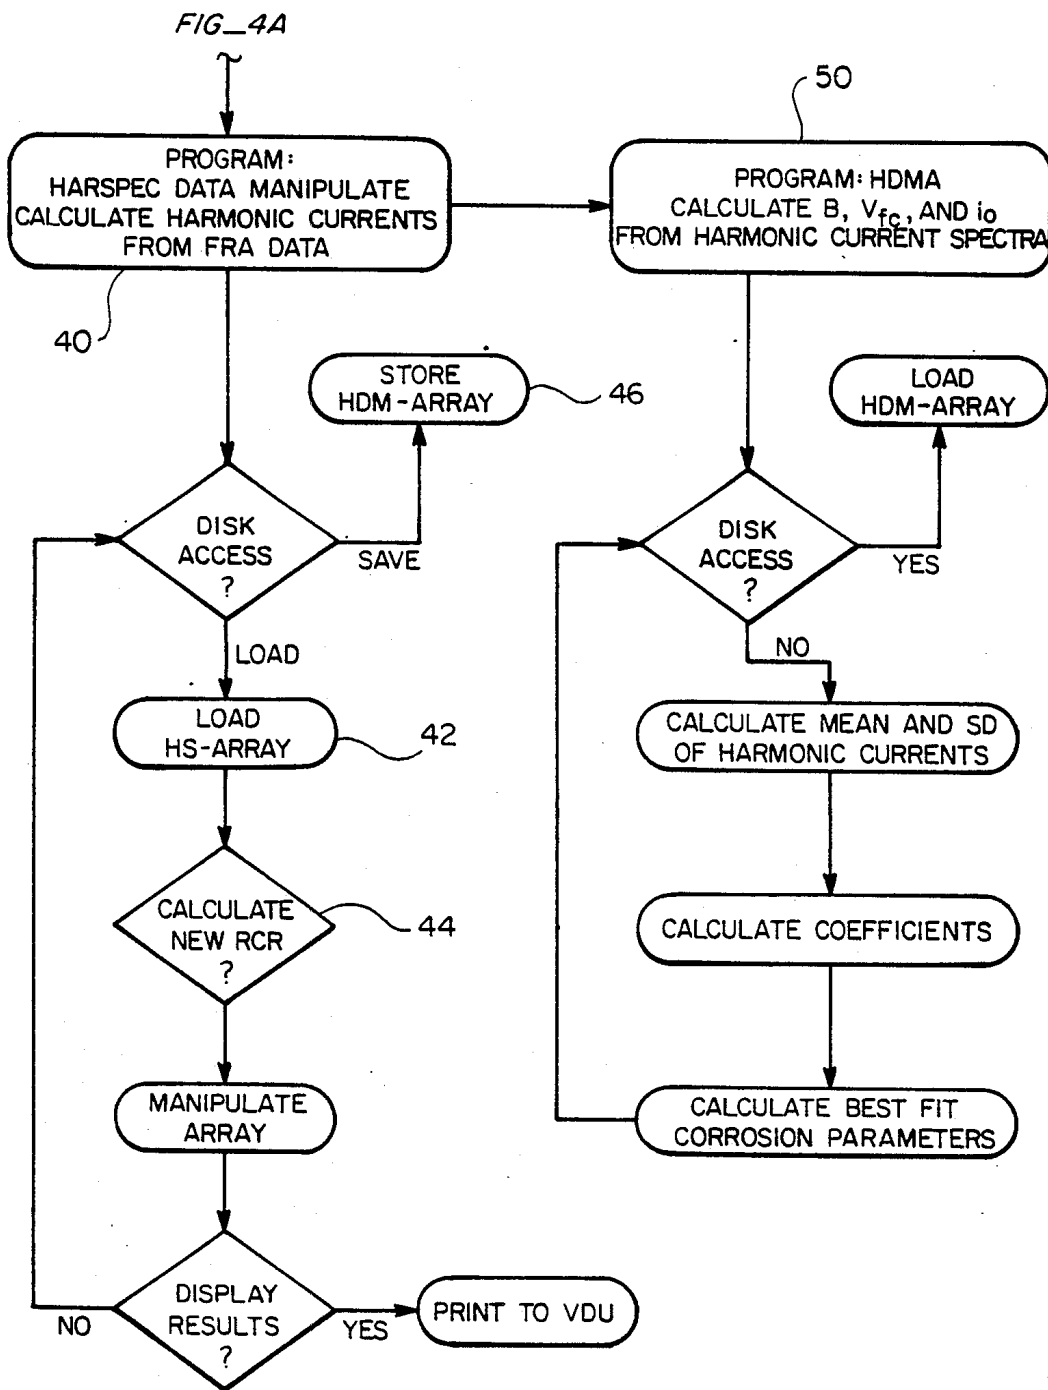 FIG_4A
PROGRAM:
HARSPEC DATA MANIPULATE
CALCULATE HARMONIC CURRENTS
FROM FRA DATA
40
50
PROGRAM: HDMA
CALCULATE B, Vfc, AND io
FROM HARMONIC CURRENT SPECTRA
STORE
HDM-ARRAY
46
DISK
ACCESS
?
SAVE
LOAD
LOAD
HS-ARRAY
42
CALCULATE
NEW RCR
?
44
MANIPULATE
ARRAY
DISPLAY
RESULTS
?
NO
YES
PRINT TO VDU
LOAD
HDM-ARRAY
DISK
ACCESS
?
YES
NO
CALCULATE MEAN AND SD
OF HARMONIC CURRENTS
CALCULATE COEFFICIENTS
CALCULATE BEST FIT
CORROSION PARAMETERS